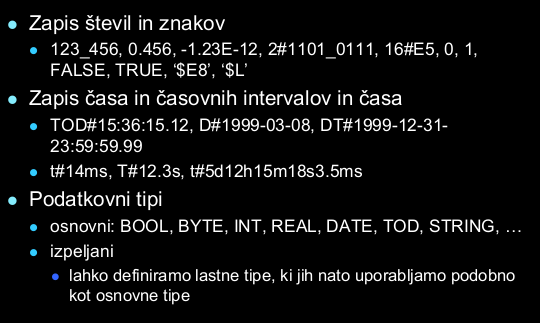 Zapis števil in znakov
123_456, 0.456, -1.23E-12, 2#1101_0111, 16#E5, 0, 1,
FALSE, TRUE, ‘$E8’, ‘$L’
Zapis časa in časovnih intervalov in časa
TOD#15:36:15.12, D#1999-03-08, DT#1999-12-31-
23:59:59.99
t#14ms, T#12.3s, t#5d12h15m18s3.5ms
Podatkovni tipi
osnovni: BOOL, BYTE, INT, REAL, DATE, TOD, STRING, …
izpeljani
lahko definiramo lastne tipe, ki jih nato uporabljamo podobno
kot osnovne tipe